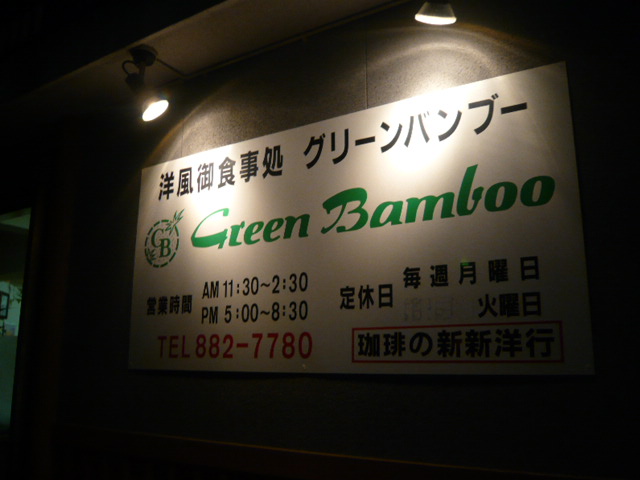 洋風御食事処 グリーンバンブー
GB Green Bamboo
営業時間 AM 11:30~2:30
PM 5:00~8:30
定休日 毎週月曜日
火曜日
TEL 882-7780
珈琲の新新洋行